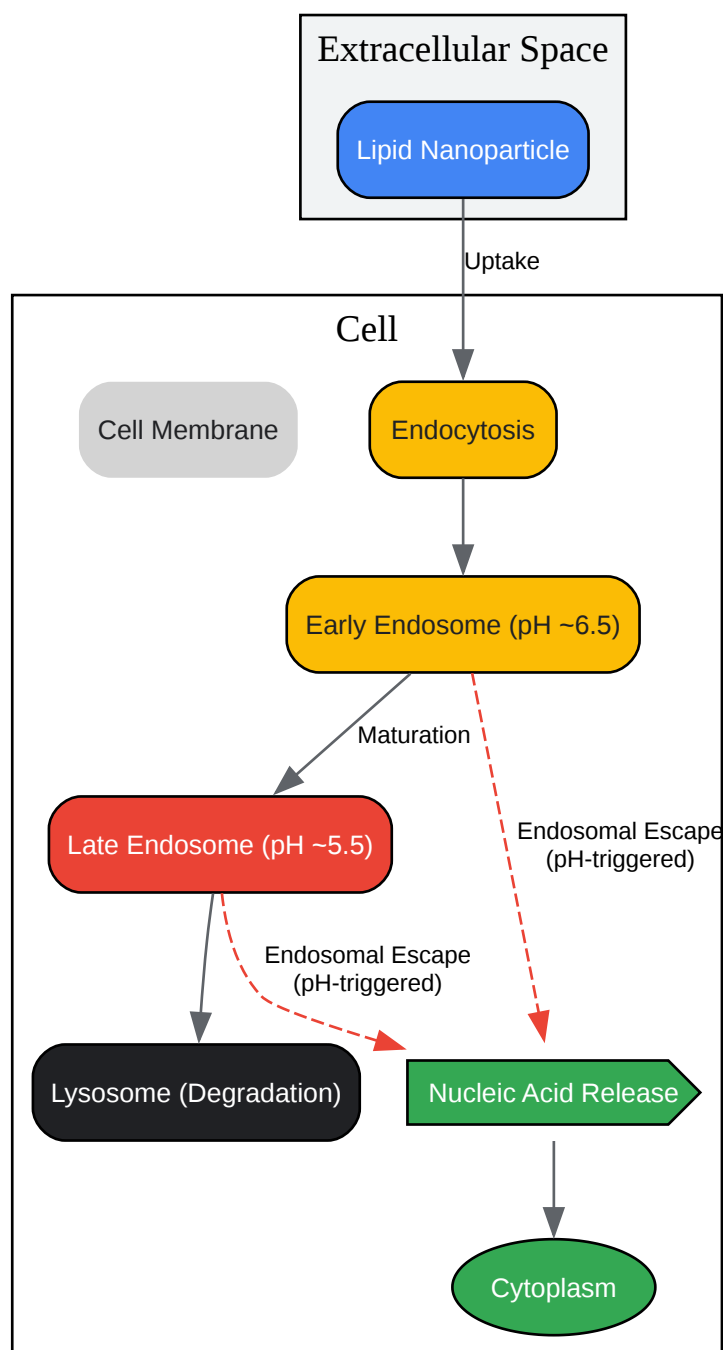 Extracellular Space
Lipid Nanoparticle
Uptake
Cell
Cell Membrane
Endocytosis
Early Endosome (pH ~6.5)
Maturation
Late Endosome (pH ~5.5)
Endosomal Escape
(pH-triggered)
Endosomal Escape
(pH-triggered)
Lysosome (Degradation)
Nucleic Acid Release
Cytoplasm